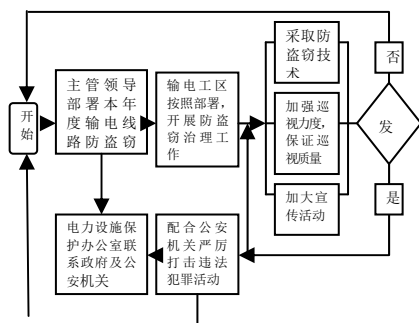 开
始
主管领导
部署本年
度输电线
路防盗窃
输电工区
按照部署，
开展防盗
窃治理工
作
采取防
盗窃技
术
加强巡
视力度，
保证巡
视质量
加大宣
传活动
否
发
是
电力设施保
护办公室联
系政府及公
安机关
配合公安
机关严厉
打击违法
犯罪活动